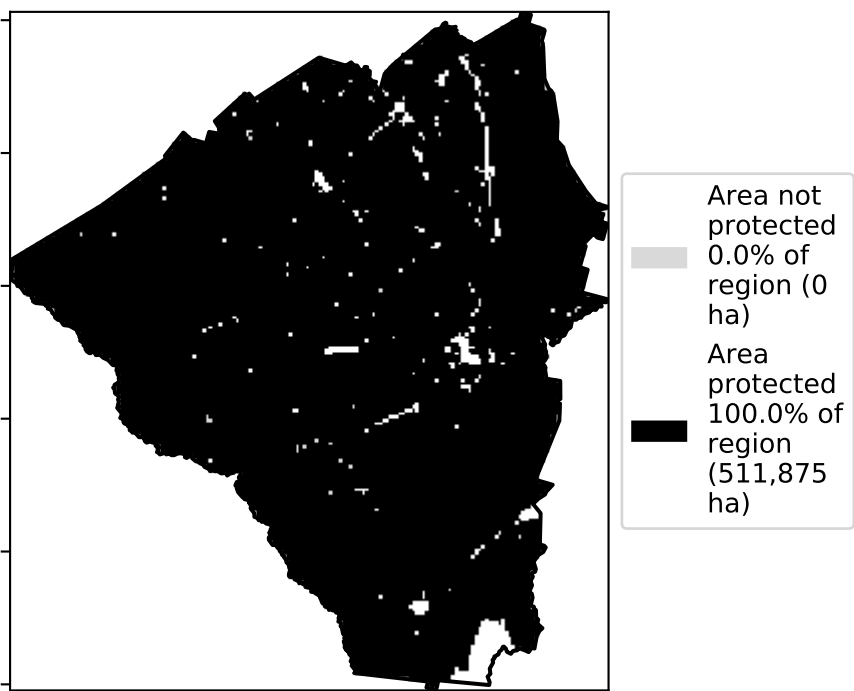 Area not
protected
0.0% of
region (0
ha)
Area
protected
100.0% of
region
(511,875
ha)